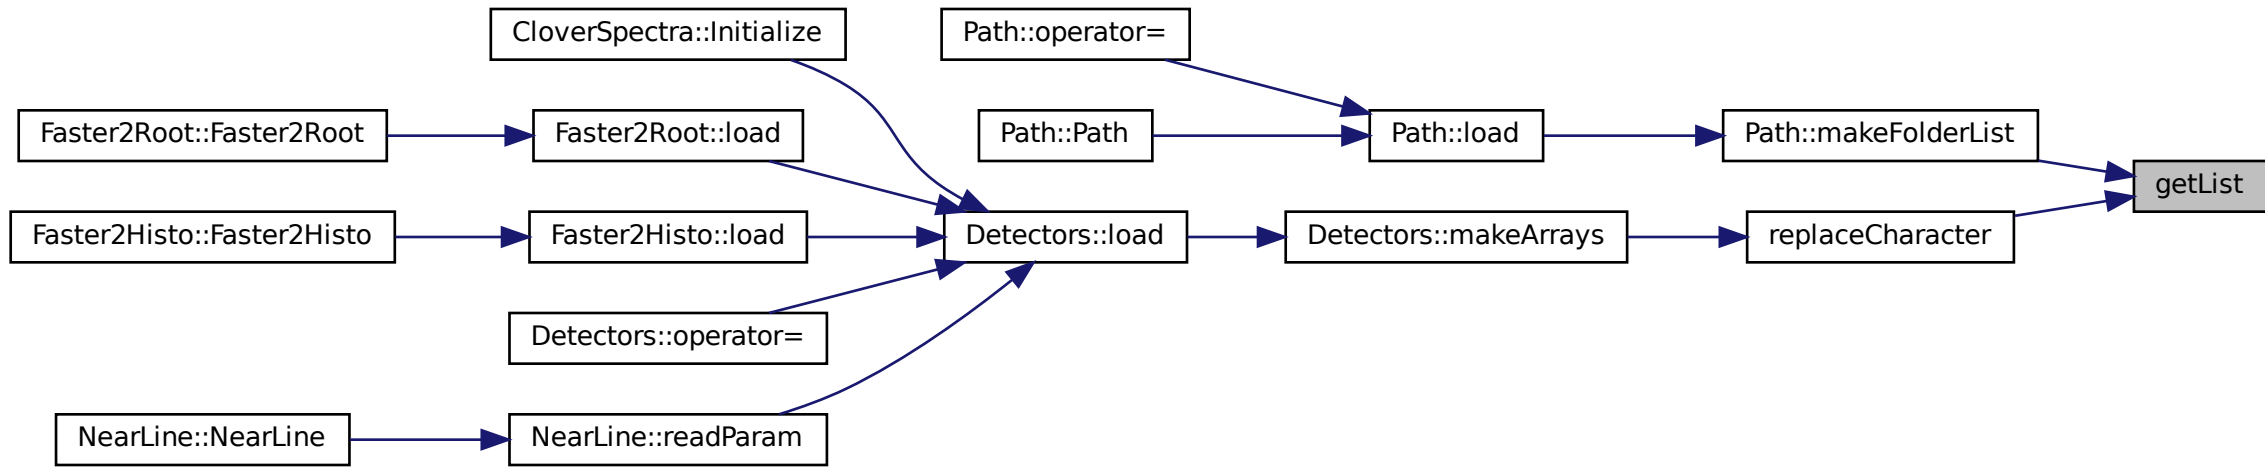 CloverSpectra::Initialize
Path::operator=
Faster2Root::Faster2Root
Faster2Root::load
Path::Path
Path::load
Path::makeFolderList
getList
Faster2Histo::Faster2Histo
Faster2Histo::load
Detectors::load
Detectors::makeArrays
replaceCharacter
Detectors::operator=
NearLine::NearLine
NearLine::readParam